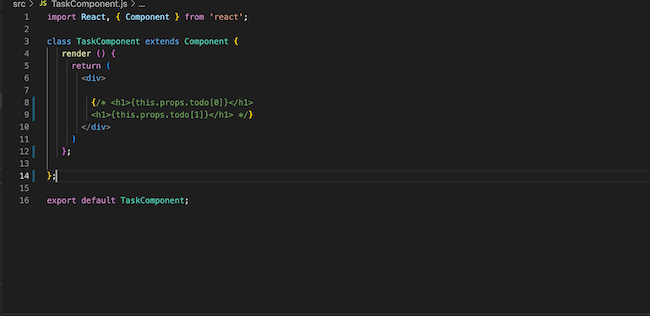 src > JS TaskComponent.js > ...
1 import React, { Component } from 'react';
2
3 class TaskComponent extends Component {
4 render () {
5 return (
6 <div>
7
8 {/* <h1>{this.props.todo[0]}</h1>
9 <h1>{this.props.todo[1]}</h1> */}
10 </div>
11 )
12 };
13
14 };
15
16 export default TaskComponent;